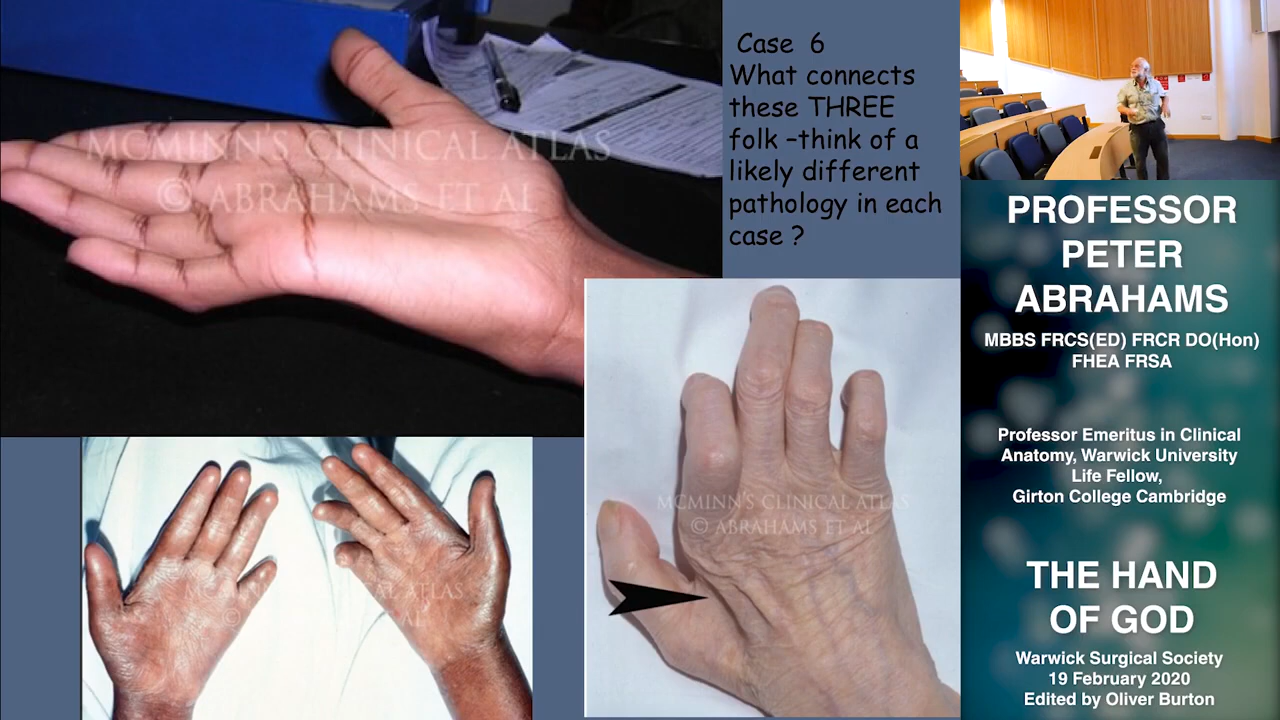 Case 6
What connects
these THREE
folk –think of a
likely different
pathology in each
case ?
MCMINN'S CLINICAL ATLAS
© ABRAHAMS ET AL
MCMINN'S CLINICAL ATLAS
© ABRAHAMS ET AL
PROFESSOR
PETER
ABRAHAMS
MBBS FRCS(ED) FRCR DO(Hon)
FHEA FRSA
Professor Emeritus in Clinical
Anatomy, Warwick University
Life Fellow,
Girton College Cambridge
THE HAND
OF GOD
Warwick Surgical Society
19 February 2020
Edited by Oliver Burton